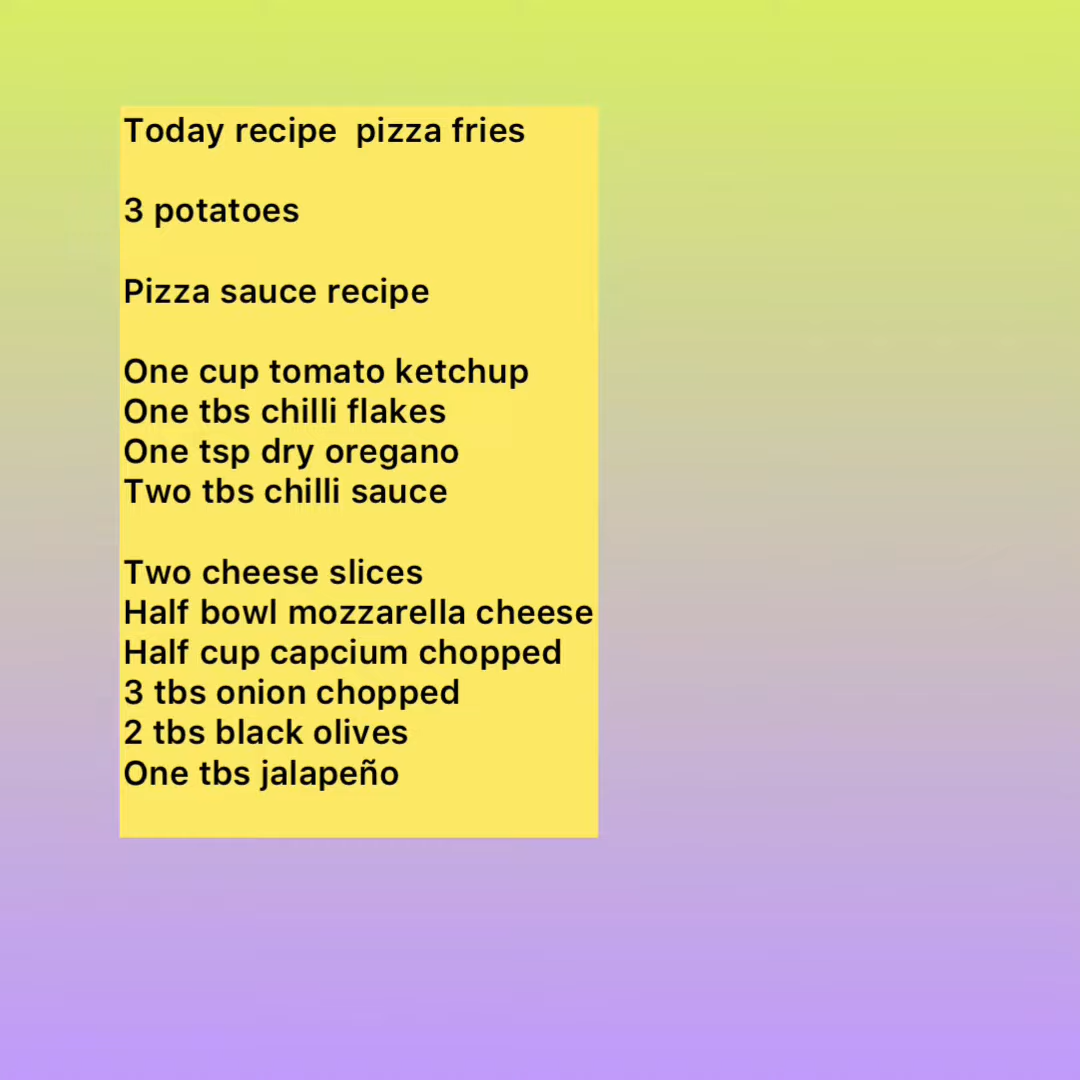 Today recipe  pizza fries
3 potatoes
Pizza sauce recipe
One cup tomato ketchup
One tbs chilli flakes
One tsp dry oregano
Two tbs chilli sauce
Two cheese slices
Half bowl mozzarella cheese
Half cup capcium chopped
3 tbs onion chopped
2 tbs black olives
One tbs jalapeño